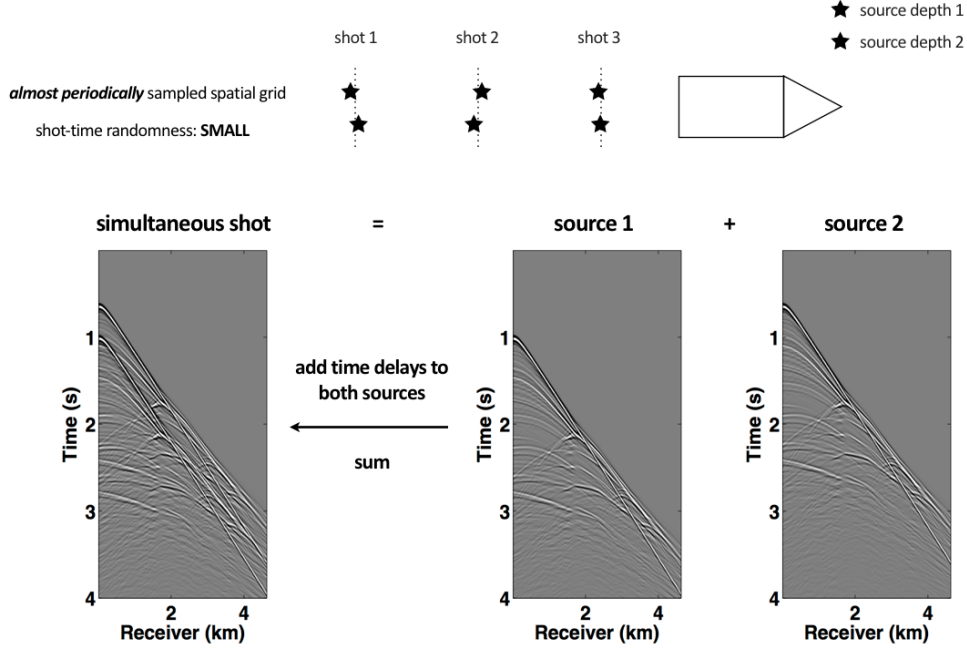 source depth 1
source depth 2
shot 1 shot 2 shot 3
almost periodically sampled spatial grid
shot-time randomness: SMALL
simultaneous shot = source 1 + source 2
add time delays to
both sources
sum
Time (s)
1
2
3
4
2 4
Receiver (km)
Time (s)
1
2
3
4
2 4
Receiver (km)
Time (s)
1
2
3
4
2 4
Receiver (km)